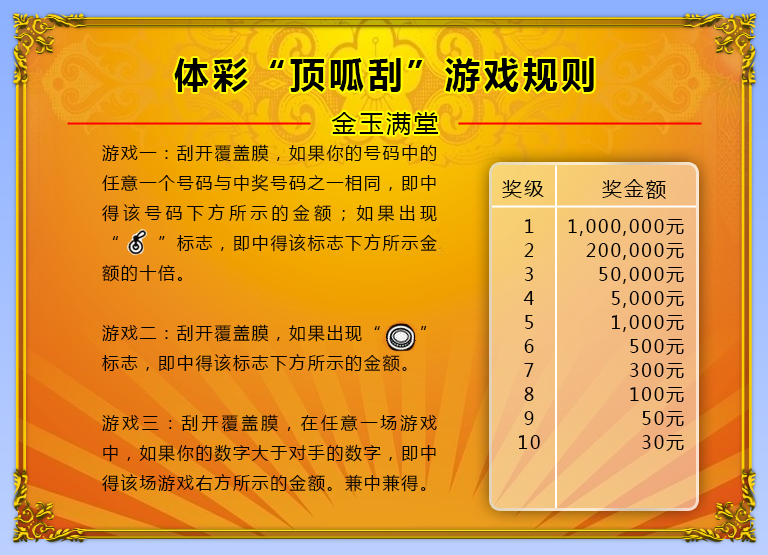 体彩“顶呱刮”游戏规则
金玉满堂
游戏一：刮开覆盖膜，如果你的号码中的
任意一个号码与中奖号码之一相同，即中
得该号码下方所示的金额；如果出现
“ ”标志，即中得该标志下方所示金
额的十倍。
游戏二：刮开覆盖膜，如果出现“ ”
标志，即中得该标志下方所示的金额。
游戏三：刮开覆盖膜，在任意一场游戏
中，如果你的数字大于对手的数字，即中
得该场游戏右方所示的金额。兼中兼得。
奖级 奖金额
1 1,000,000元
2 200,000元
3 50,000元
4 5,000元
5 1,000元
6 500元
7 300元
8 100元
9 50元
10 30元